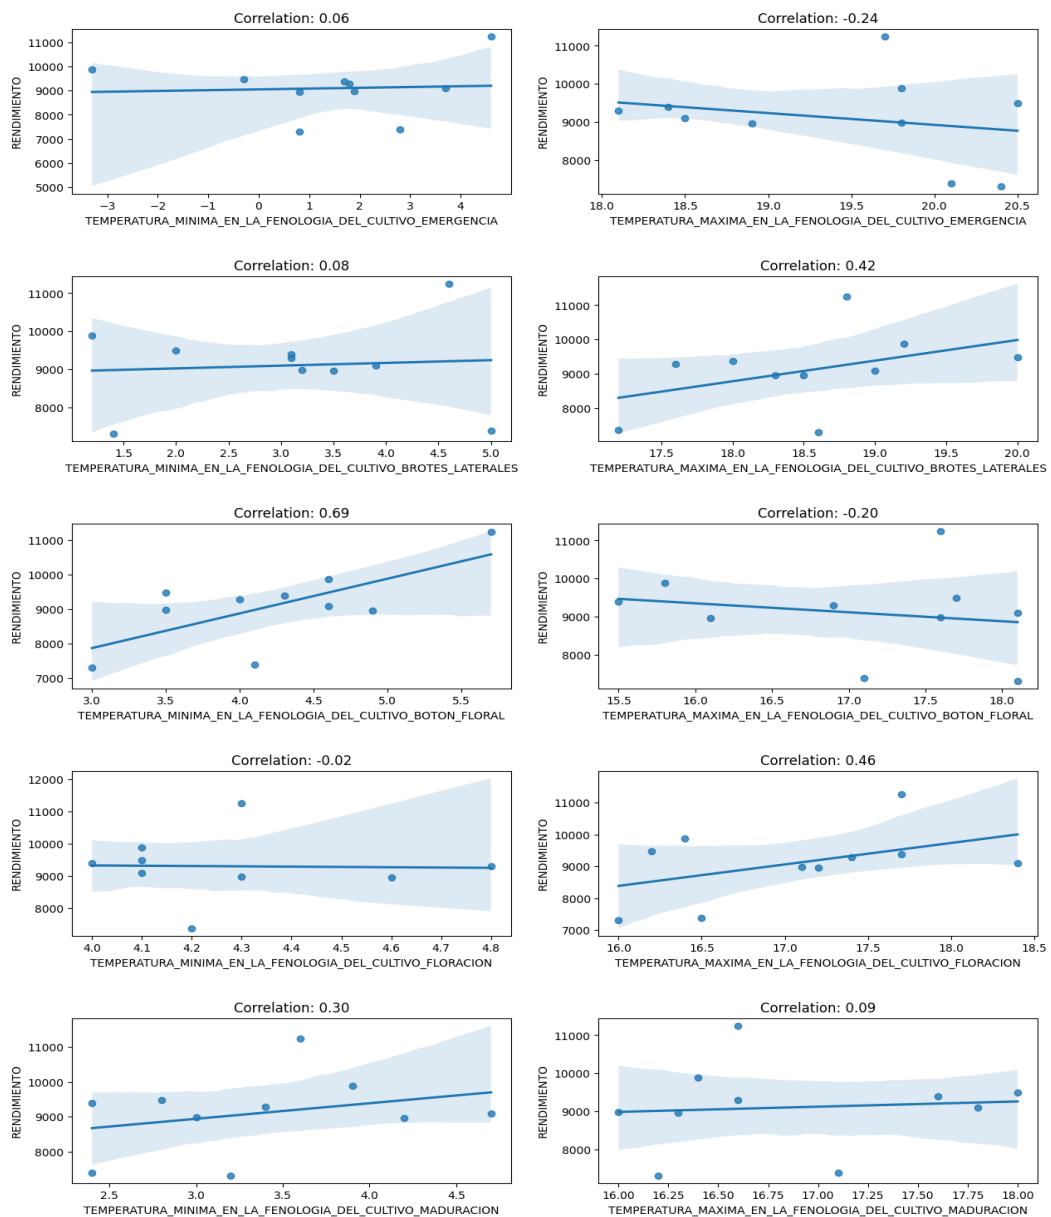 Correlation: 0.06
RENDIMIENTO
11000
10000
9000
8000
7000
6000
5000
−3 −2 −1 0 1 2 3 4
TEMPERATURA_MINIMA_EN_LA_FENOLOGIA_DEL_CULTIVO_EMERGENCIA
Correlation: -0.24
RENDIMIENTO
11000
10000
9000
8000
18.0 18.5 19.0 19.5 20.0 20.5
TEMPERATURA_MAXIMA_EN_LA_FENOLOGIA_DEL_CULTIVO_EMERGENCIA
Correlation: 0.08
RENDIMIENTO
11000
10000
9000
8000
1.5 2.0 2.5 3.0 3.5 4.0 4.5 5.0
TEMPERATURA_MINIMA_EN_LA_FENOLOGIA_DEL_CULTIVO_BROTES_LATERALES
Correlation: 0.42
RENDIMIENTO
11000
10000
9000
8000
17.5 18.0 18.5 19.0 19.5 20.0
TEMPERATURA_MAXIMA_EN_LA_FENOLOGIA_DEL_CULTIVO_BROTES_LATERALES
Correlation: 0.69
RENDIMIENTO
11000
10000
9000
8000
7000
3.0 3.5 4.0 4.5 5.0 5.5
TEMPERATURA_MINIMA_EN_LA_FENOLOGIA_DEL_CULTIVO_BOTON_FLORAL
Correlation: -0.20
RENDIMIENTO
11000
10000
9000
8000
15.5 16.0 16.5 17.0 17.5 18.0
TEMPERATURA_MAXIMA_EN_LA_FENOLOGIA_DEL_CULTIVO_BOTON_FLORAL
Correlation: -0.02
RENDIMIENTO
12000
11000
10000
9000
8000
4.0 4.1 4.2 4.3 4.4 4.5 4.6 4.7 4.8
TEMPERATURA_MINIMA_EN_LA_FENOLOGIA_DEL_CULTIVO_FLORACION
Correlation: 0.46
RENDIMIENTO
11000
10000
9000
8000
7000
16.0 16.5 17.0 17.5 18.0 18.5
TEMPERATURA_MAXIMA_EN_LA_FENOLOGIA_DEL_CULTIVO_FLORACION
Correlation: 0.30
RENDIMIENTO
11000
10000
9000
8000
2.5 3.0 3.5 4.0 4.5
TEMPERATURA_MINIMA_EN_LA_FENOLOGIA_DEL_CULTIVO_MADURACION
Correlation: 0.09
RENDIMIENTO
11000
10000
9000
8000
16.00 16.25 16.50 16.75 17.00 17.25 17.50 17.75 18.00
TEMPERATURA_MAXIMA_EN_LA_FENOLOGIA_DEL_CULTIVO_MADURACION